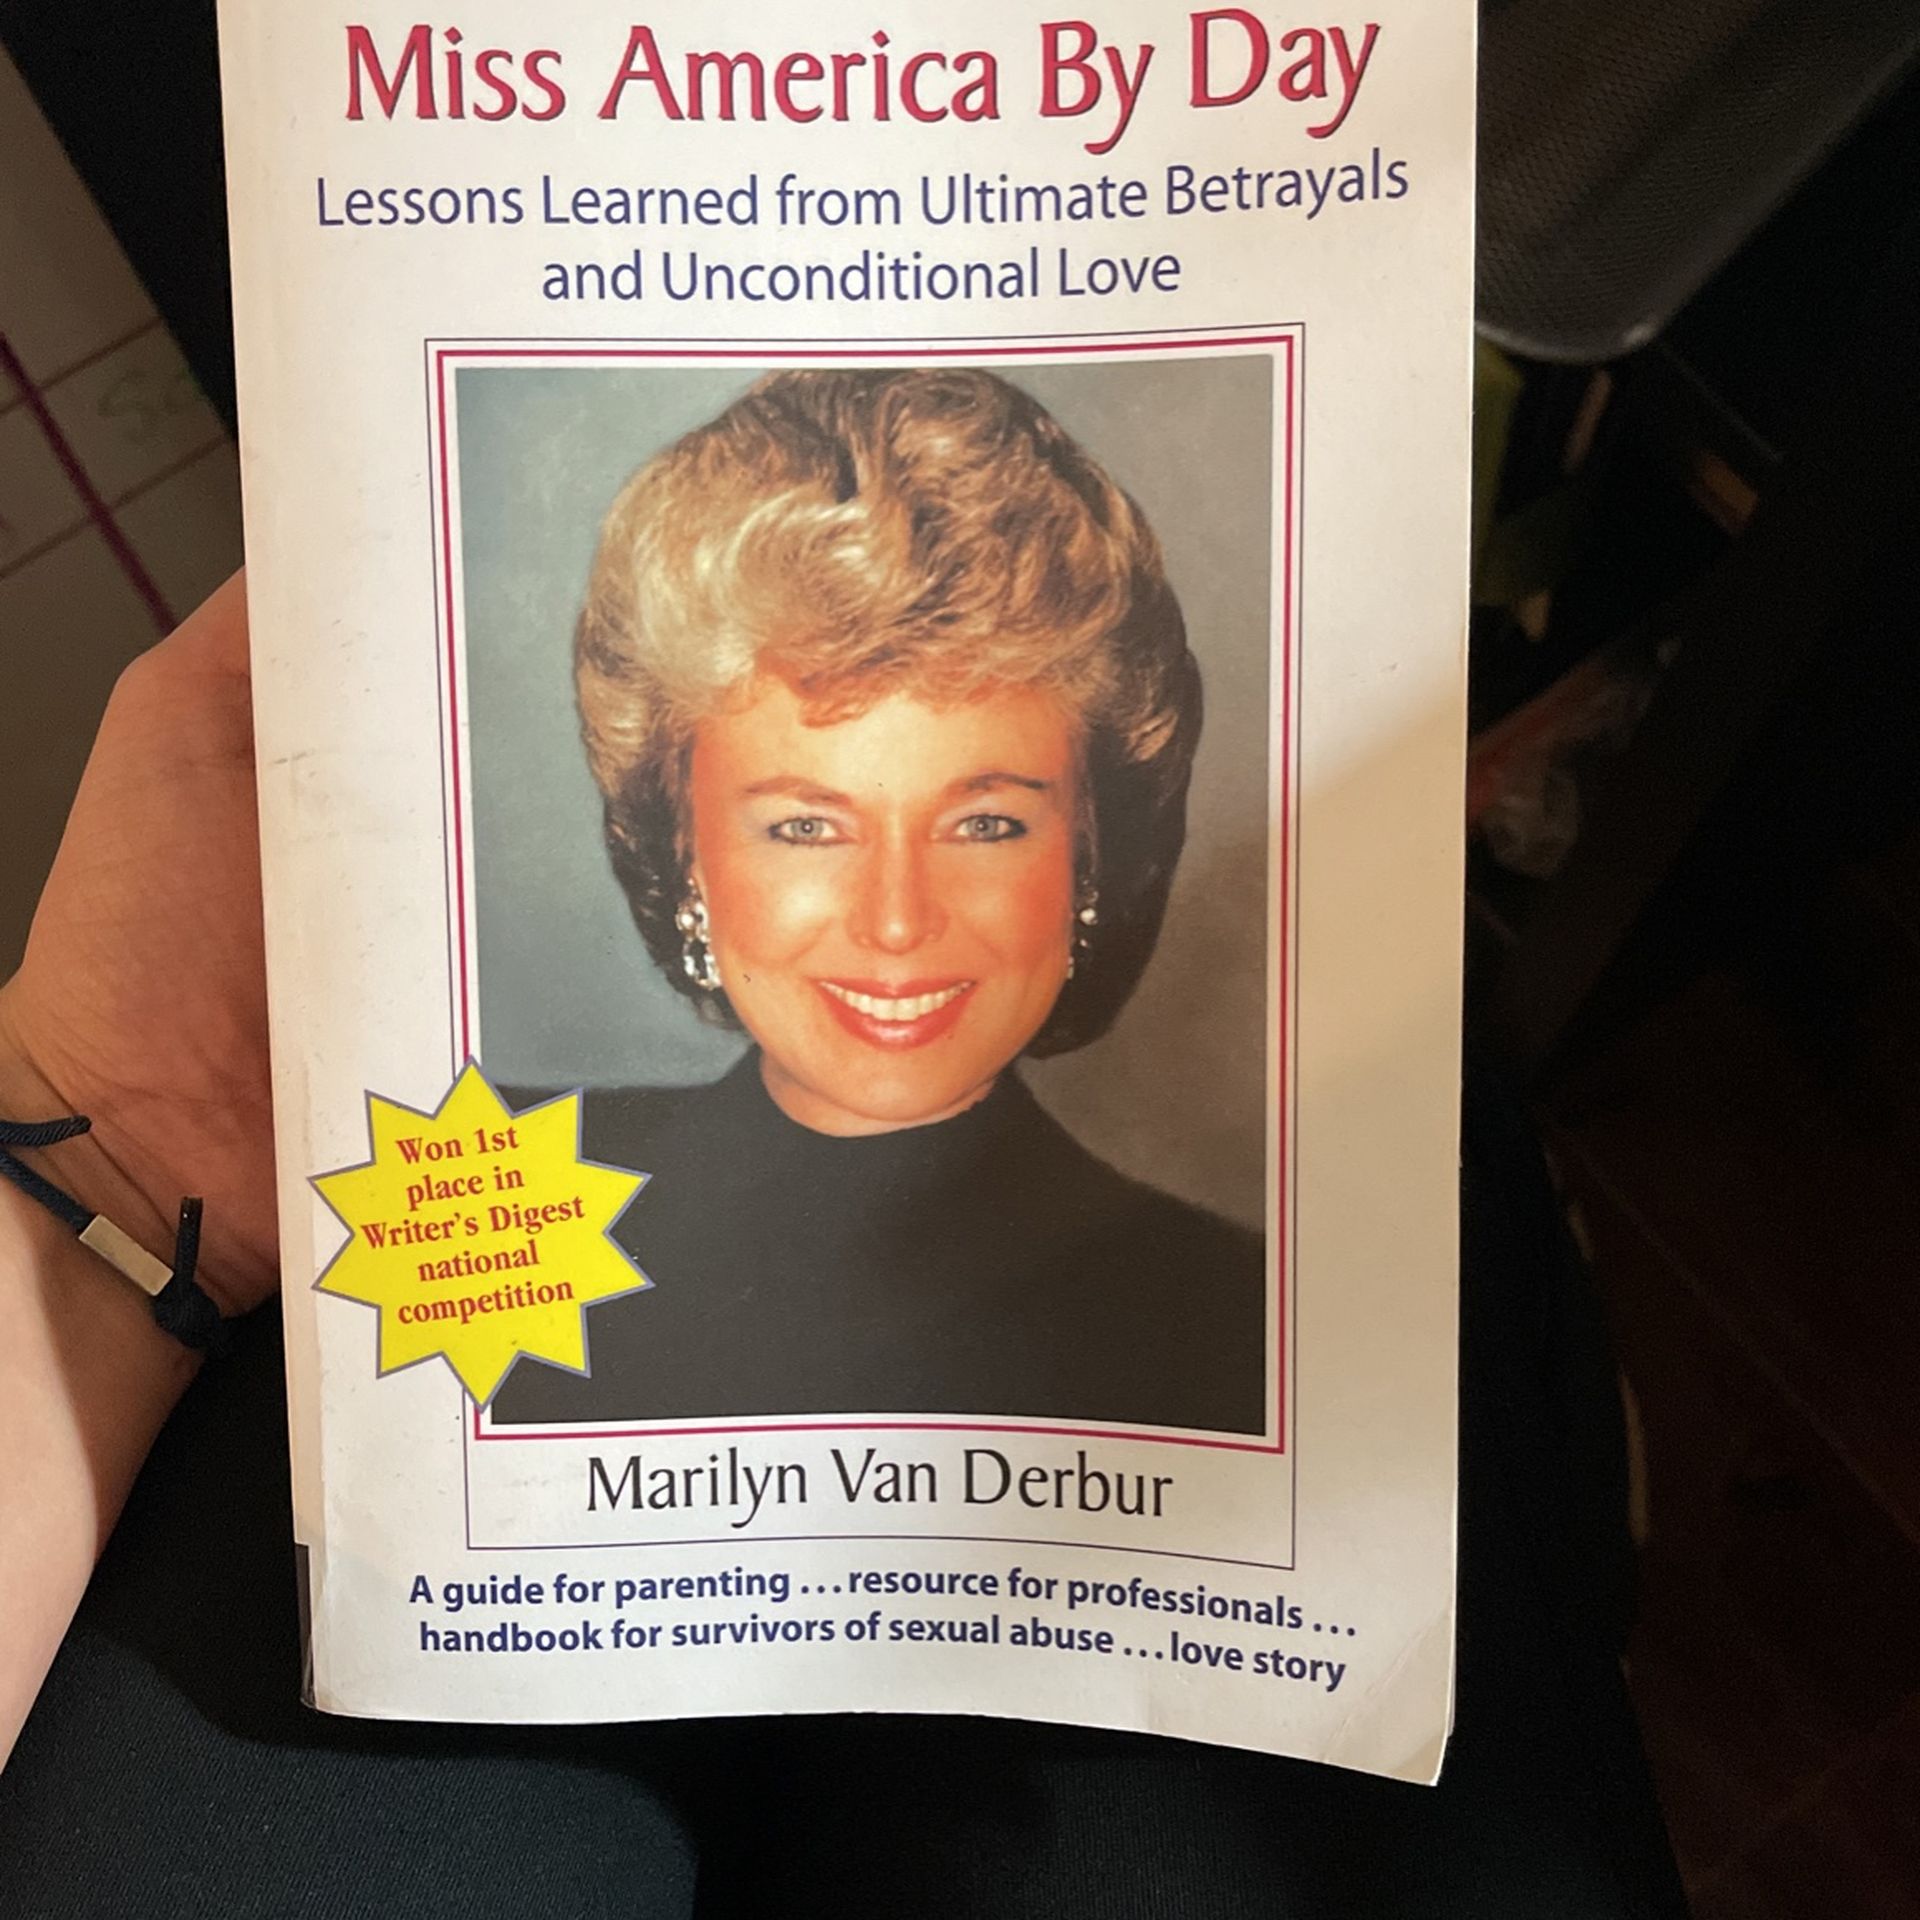 Miss America By Day
Lessons Learned from Ultimate Betrayals
and Unconditional Love
Won 1st
place in
Writer's Digest
national
competition
Marilyn Van Derbur
A guide for parenting ...resource for professionals ...
handbook for survivors of sexual abuse ...love story